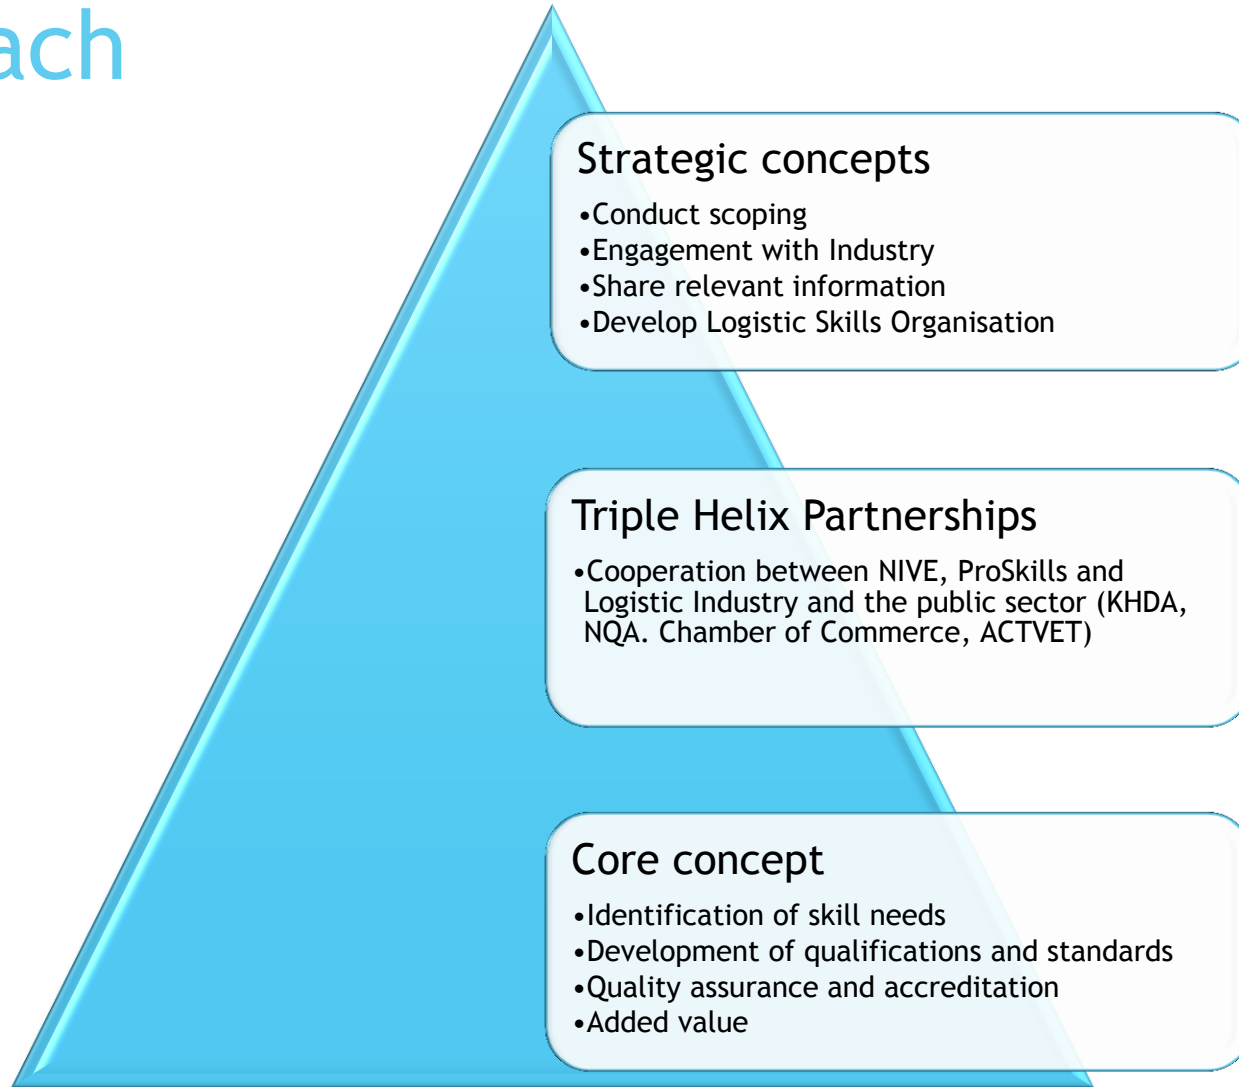 ach
Strategic concepts
•Conduct scoping
•Engagement with Industry
•Share relevant information
•Develop Logistic Skills Organisation
Triple Helix Partnerships
•Cooperation between NIVE, ProSkills and
Logistic Industry and the public sector (KHDA,
NQA. Chamber of Commerce, ACTVET)
Core concept
•Identification of skill needs
•Development of qualifications and standards
•Quality assurance and accreditation
•Added value